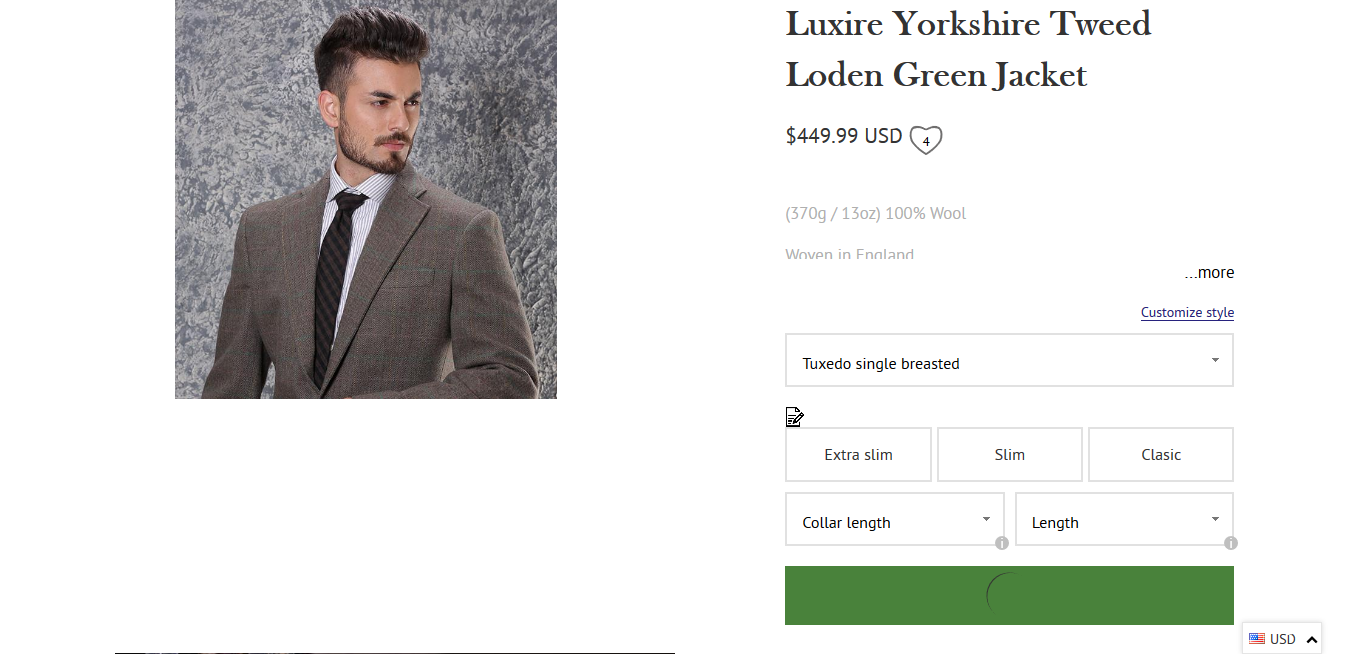 Luxire Yorkshire Tweed
Loden Green Jacket
$449.99 USD 4
(370g / 13oz) 100% Wool
Woven in England
...more
Customize style
Tuxedo single breasted
Extra slim
Slim
Clasic
Collar length
Length
USD